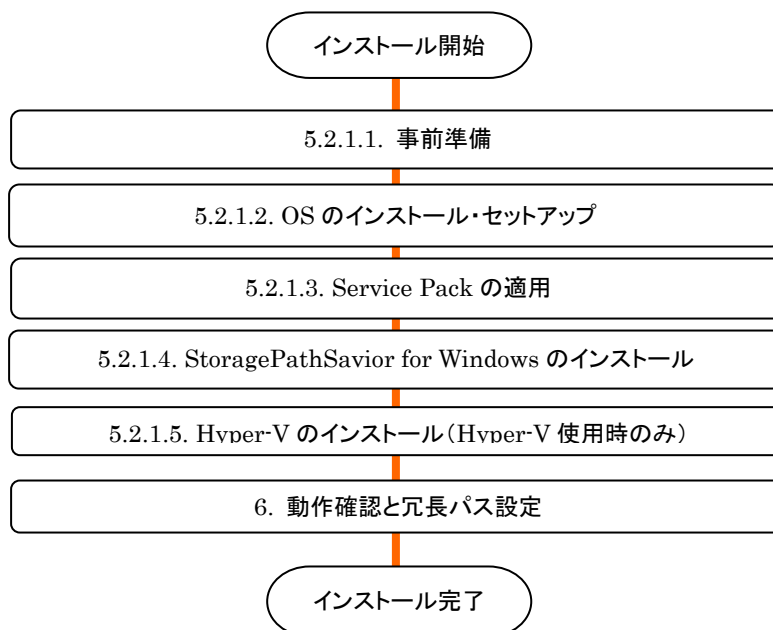 インストール開始
5.2.1.1. 事前準備
5.2.1.2. OS のインストール・セットアップ
5.2.1.3. Service Pack の適用
5.2.1.4. StoragePathSavior for Windows のインストール
5.2.1.5. Hyper-V のインストール（Hyper-V 使用時のみ）
6. 動作確認と冗長パス設定
インストール完了